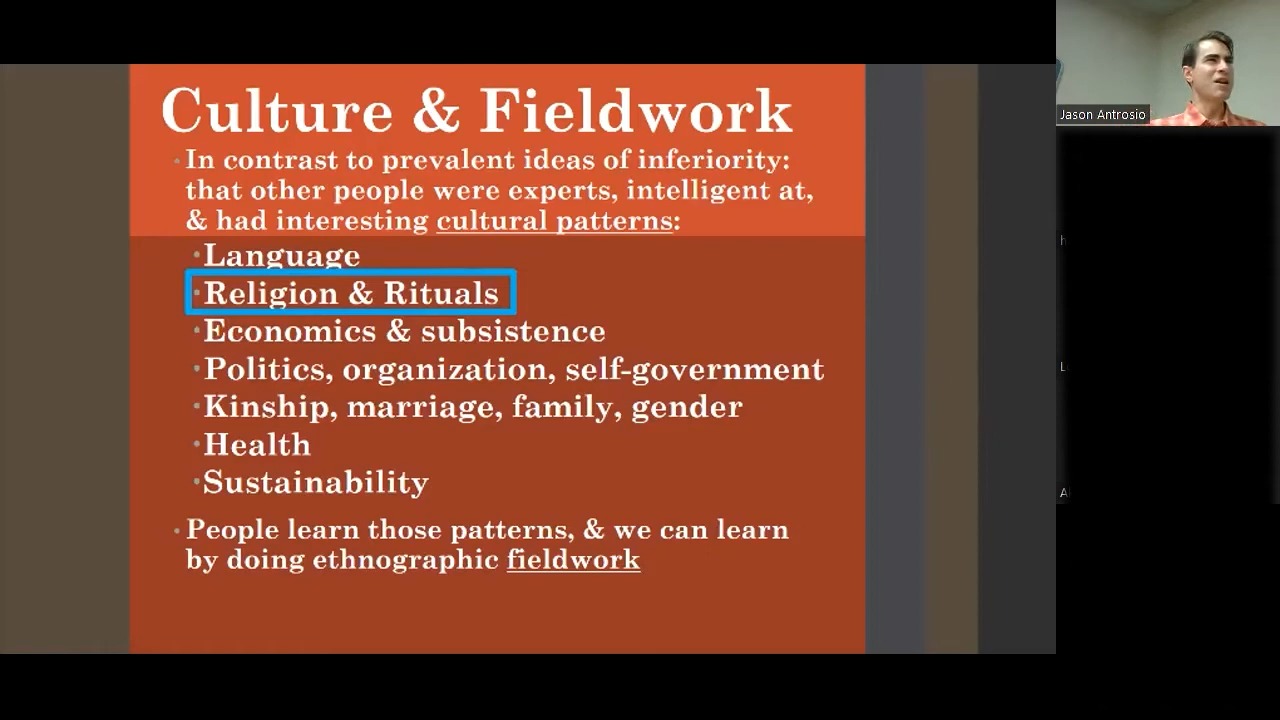 Culture & Fieldwork
In contrast to prevalent ideas of inferiority:
that other people were experts, intelligent at,
& had interesting cultural patterns:
Language
Religion & Rituals
Economics & subsistence
Politics, organization, self-government
Kinship, marriage, family, gender
Health
Sustainability
People learn those patterns, & we can learn
by doing ethnographic fieldwork
Jason Antrosio